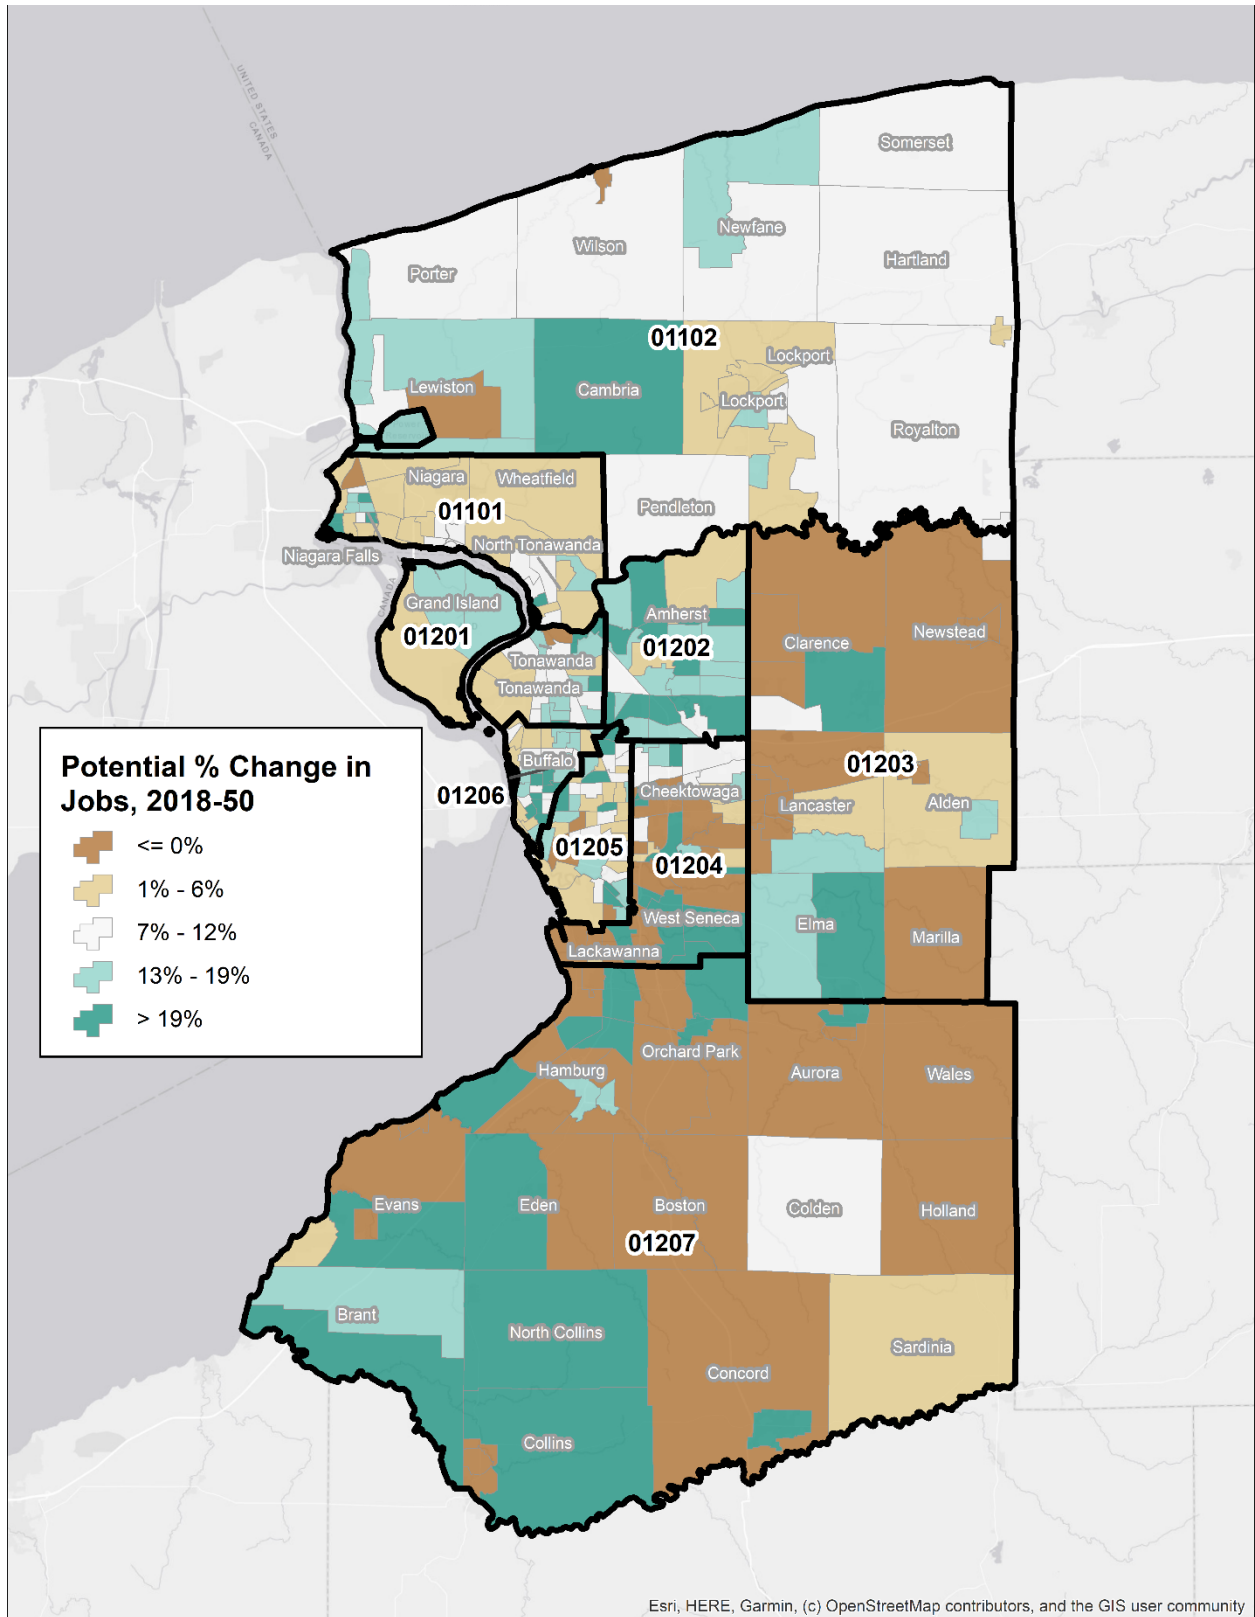 UNITED STATES
CANADA
Somerset
Newfane
Wilson
Hartland
Porter
01102
Lockport
Lewiston
Cambria
Lockport
Royalton
Niagara
Wheatfield
Pendleton
01101
North Tonawanda
Niagara Falls
CANADA
Grand Island
Amherst
01201
01202
Clarence
Newstead
Tonawanda
Tonawanda
Potential % Change in
Jobs, 2018-50
<= 0%
1% - 6%
7% - 12%
13% - 19%
> 19%
Buffalo
01203
01206
Cheektowaga
Lancaster
Alden
01205
01204
West Seneca
Elma
Marilla
Lackawanna
Orchard Park
Hamburg
Aurora
Wales
Evans
Eden
Boston
Colden
Holland
01207
Brant
North Collins
Sardinia
Concord
Collins
Esri, HERE, Garmin, (c) OpenStreetMap contributors, and the GIS user community